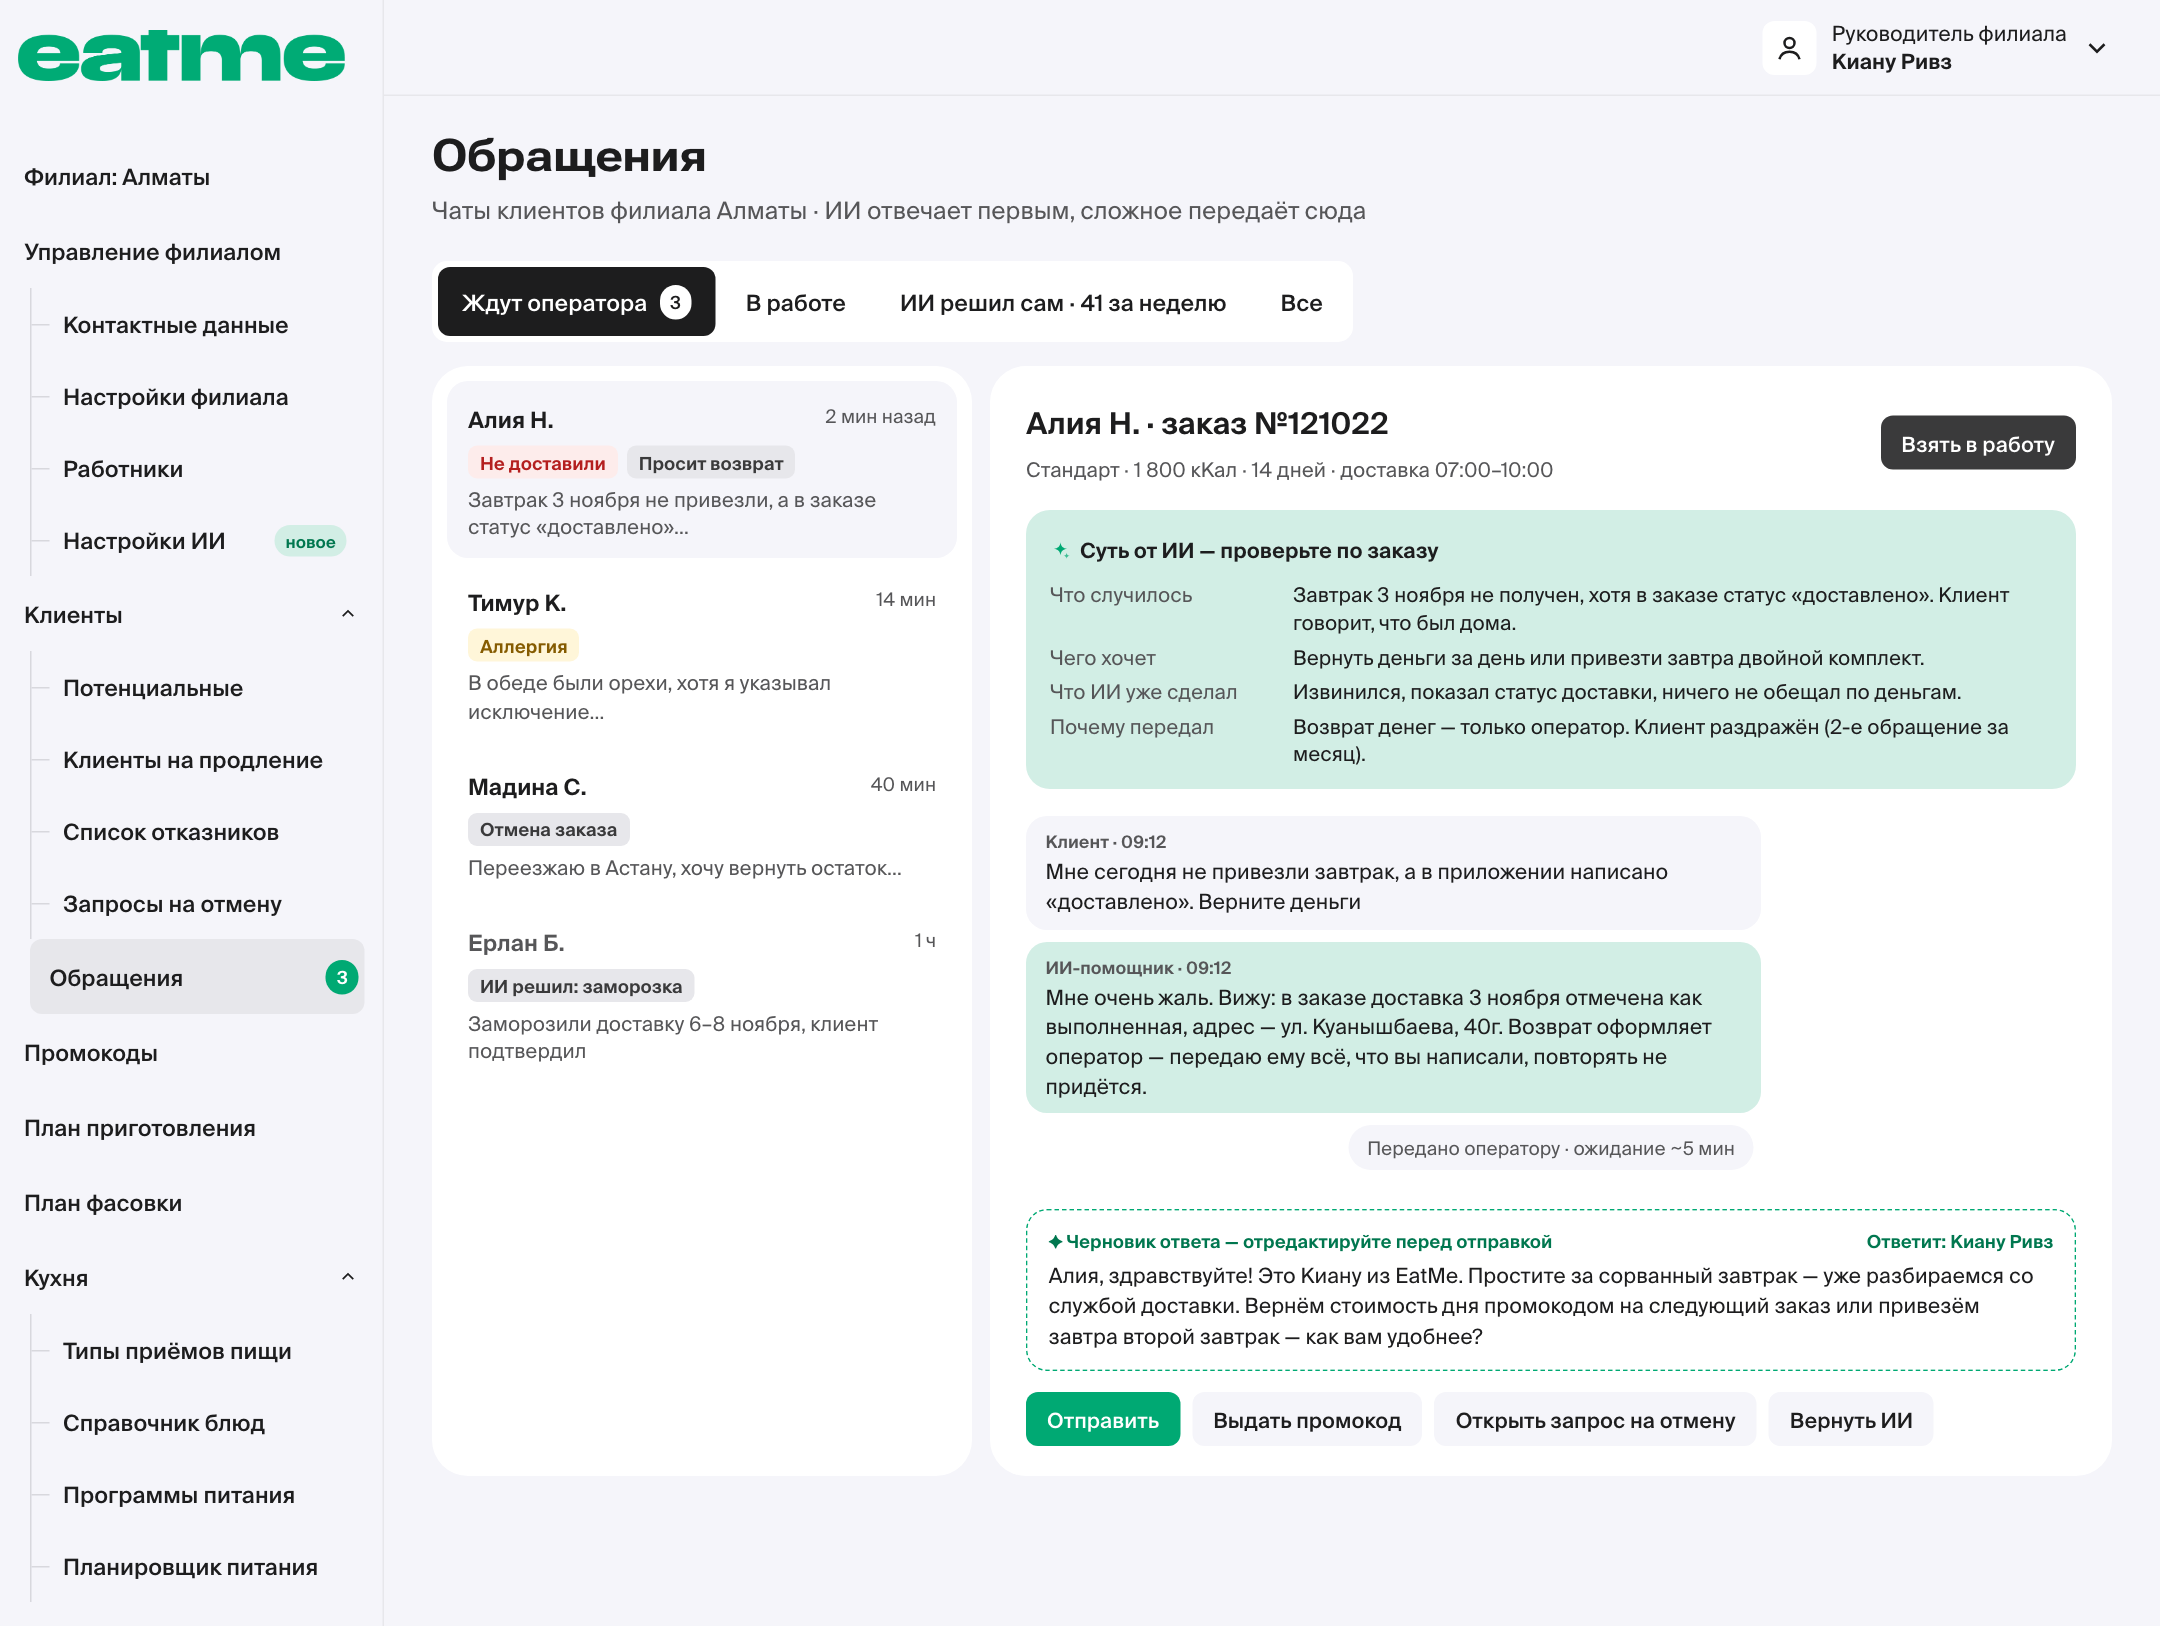 eatme
Руководитель филиала
Киану Ривз
Филиал: Алматы
Управление филиалом
Контактные данные
Настройки филиала
Работники
Настройки ИИ
новое
Клиенты
Потенциальные
Клиенты на продление
Список отказников
Запросы на отмену
Обращения
3
Промокоды
План приготовления
План фасовки
Кухня
Типы приёмов пищи
Справочник блюд
Программы питания
Планировщик питания
Обращения
Чаты клиентов филиала Алматы · ИИ отвечает первым, сложное передаёт сюда
Ждут оператора 3
В работе
ИИ решил сам · 41 за неделю
Все
Алия Н.
2 мин назад
Не доставили
Просит возврат
Завтрак 3 ноября не привезли, а в заказе
статус «доставлено»...
Тимур К.
14 мин
Аллергия
В обеде были орехи, хотя я указывал
исключение...
Мадина С.
40 мин
Отмена заказа
Переезжаю в Астану, хочу вернуть остаток...
Ерлан Б.
1 ч
ИИ решил: заморозка
Заморозили доставку 6–8 ноября, клиент
подтвердил
Алия Н. · заказ №121022
Стандарт · 1 800 кКал · 14 дней · доставка 07:00–10:00
Взять в работу
Суть от ИИ — проверьте по заказу
Что случилось
Завтрак 3 ноября не получен, хотя в заказе статус «доставлено». Клиент
говорит, что был дома.
Чего хочет
Вернуть деньги за день или привезти завтра двойной комплект.
Что ИИ уже сделал
Извинился, показал статус доставки, ничего не обещал по деньгам.
Почему передал
Возврат денег — только оператор. Клиент раздражён (2-е обращение за
месяц).
Клиент · 09:12
Мне сегодня не привезли завтрак, а в приложении написано
«доставлено». Верните деньги
ИИ-помощник · 09:12
Мне очень жаль. Вижу: в заказе доставка 3 ноября отмечена как
выполненная, адрес — ул. Куанышбаева, 40г. Возврат оформляет
оператор — передаю ему всё, что вы написали, повторять не
придётся.
Передано оператору · ожидание ~5 мин
Черновик ответа — отредактируйте перед отправкой
Ответит: Киану Ривз
Алия, здравствуйте! Это Киану из EatMe. Простите за сорванный завтрак — уже разбираемся со
службой доставки. Вернём стоимость дня промокодом на следующий заказ или привезём
завтра второй завтрак — как вам удобнее?
Отправить
Выдать промокод
Открыть запрос на отмену
Вернуть ИИ